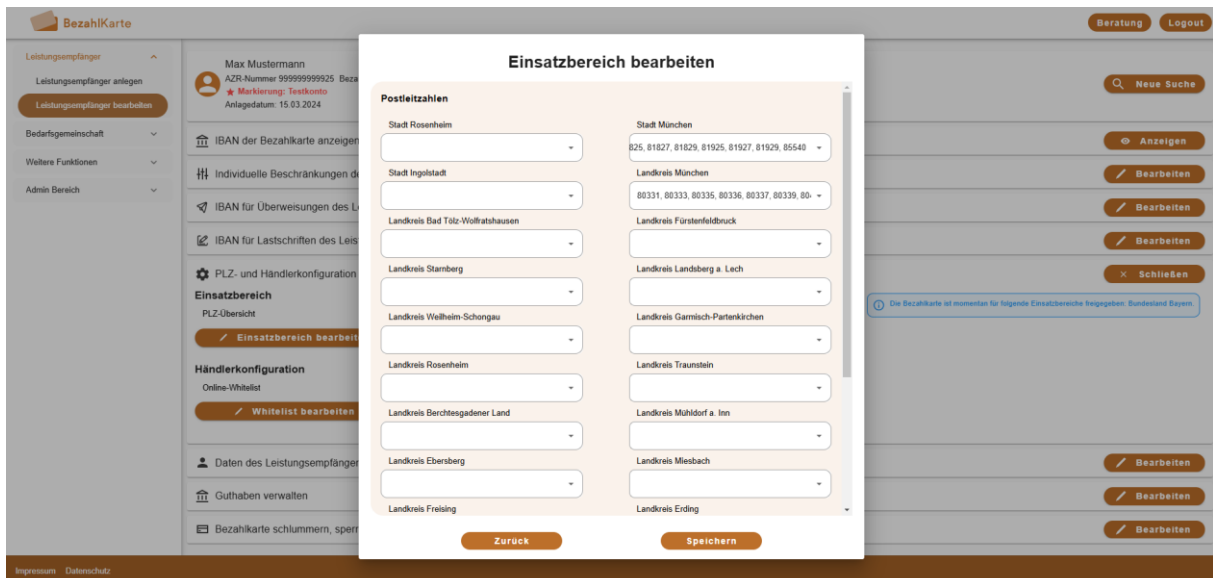 BezahlKarte
Beratung
Logout
Leistungsempfänger
Leistungsempfänger anlegen
Leistungsempfänger bearbeiten
Bedarfsgemeinschaft
Weitere Funktionen
Admin Bereich
Max Mustermann
AZR-Nummer 999999999925 Beza
Markierung: Testkonto
Anlagedatum: 15.03.2024
Neue Suche
IBAN der Bezahlkarte anzeigen
Anzeigen
Individuelle Beschränkungen de
Bearbeiten
IBAN für Überweisungen des L
Bearbeiten
IBAN für Lastschriften des Leis
Bearbeiten
PLZ- und Händlerkonfiguration
Schließen
Einsatzbereich
PLZ-Übersicht
Einsatzbereich bearbeit
Die Bezahlkarte ist momentan für folgende Einsatzbereiche freigegeben: Bundesland Bayern.
Händlerkonfiguration
Online-Whitelist
Whitelist bearbeiten
Daten des Leistungsempfänger
Bearbeiten
Guthaben verwalten
Bearbeiten
Bezahlkarte schlummern, sperr
Bearbeiten
Einsatzbereich bearbeiten
Postleitzahlen
Stadt Rosenheim
Stadt München
825, 81827, 81829, 81925, 81927, 81929, 85540
Stadt Ingolstadt
Landkreis München
80331, 80333, 80335, 80336, 80337, 80339, 80
Landkreis Bad Tölz-Wolfratshausen
Landkreis Fürstenfeldbruck
Landkreis Starnberg
Landkreis Landsberg a. Lech
Landkreis Weilheim-Schongau
Landkreis Garmisch-Partenkirchen
Landkreis Rosenheim
Landkreis Traunstein
Landkreis Berchtesgadener Land
Landkreis Mühldorf a. Inn
Landkreis Ebersberg
Landkreis Miesbach
Landkreis Freising
Landkreis Erding
Zurück
Speichern
Impressum
Datenschutz